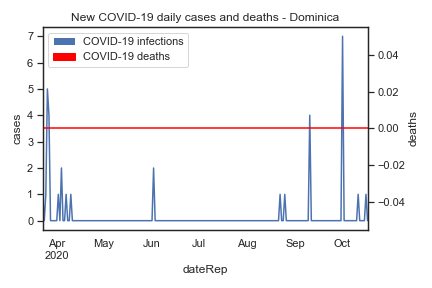 New COVID-19 daily cases and deaths - Dominica
COVID-19 infections
COVID-19 deaths
7
6
5
4
3
2
1
0
cases
0.04
0.02
0.00
−0.02
−0.04
deaths
Apr May Jun Jul Aug Sep Oct
2020
dateRep